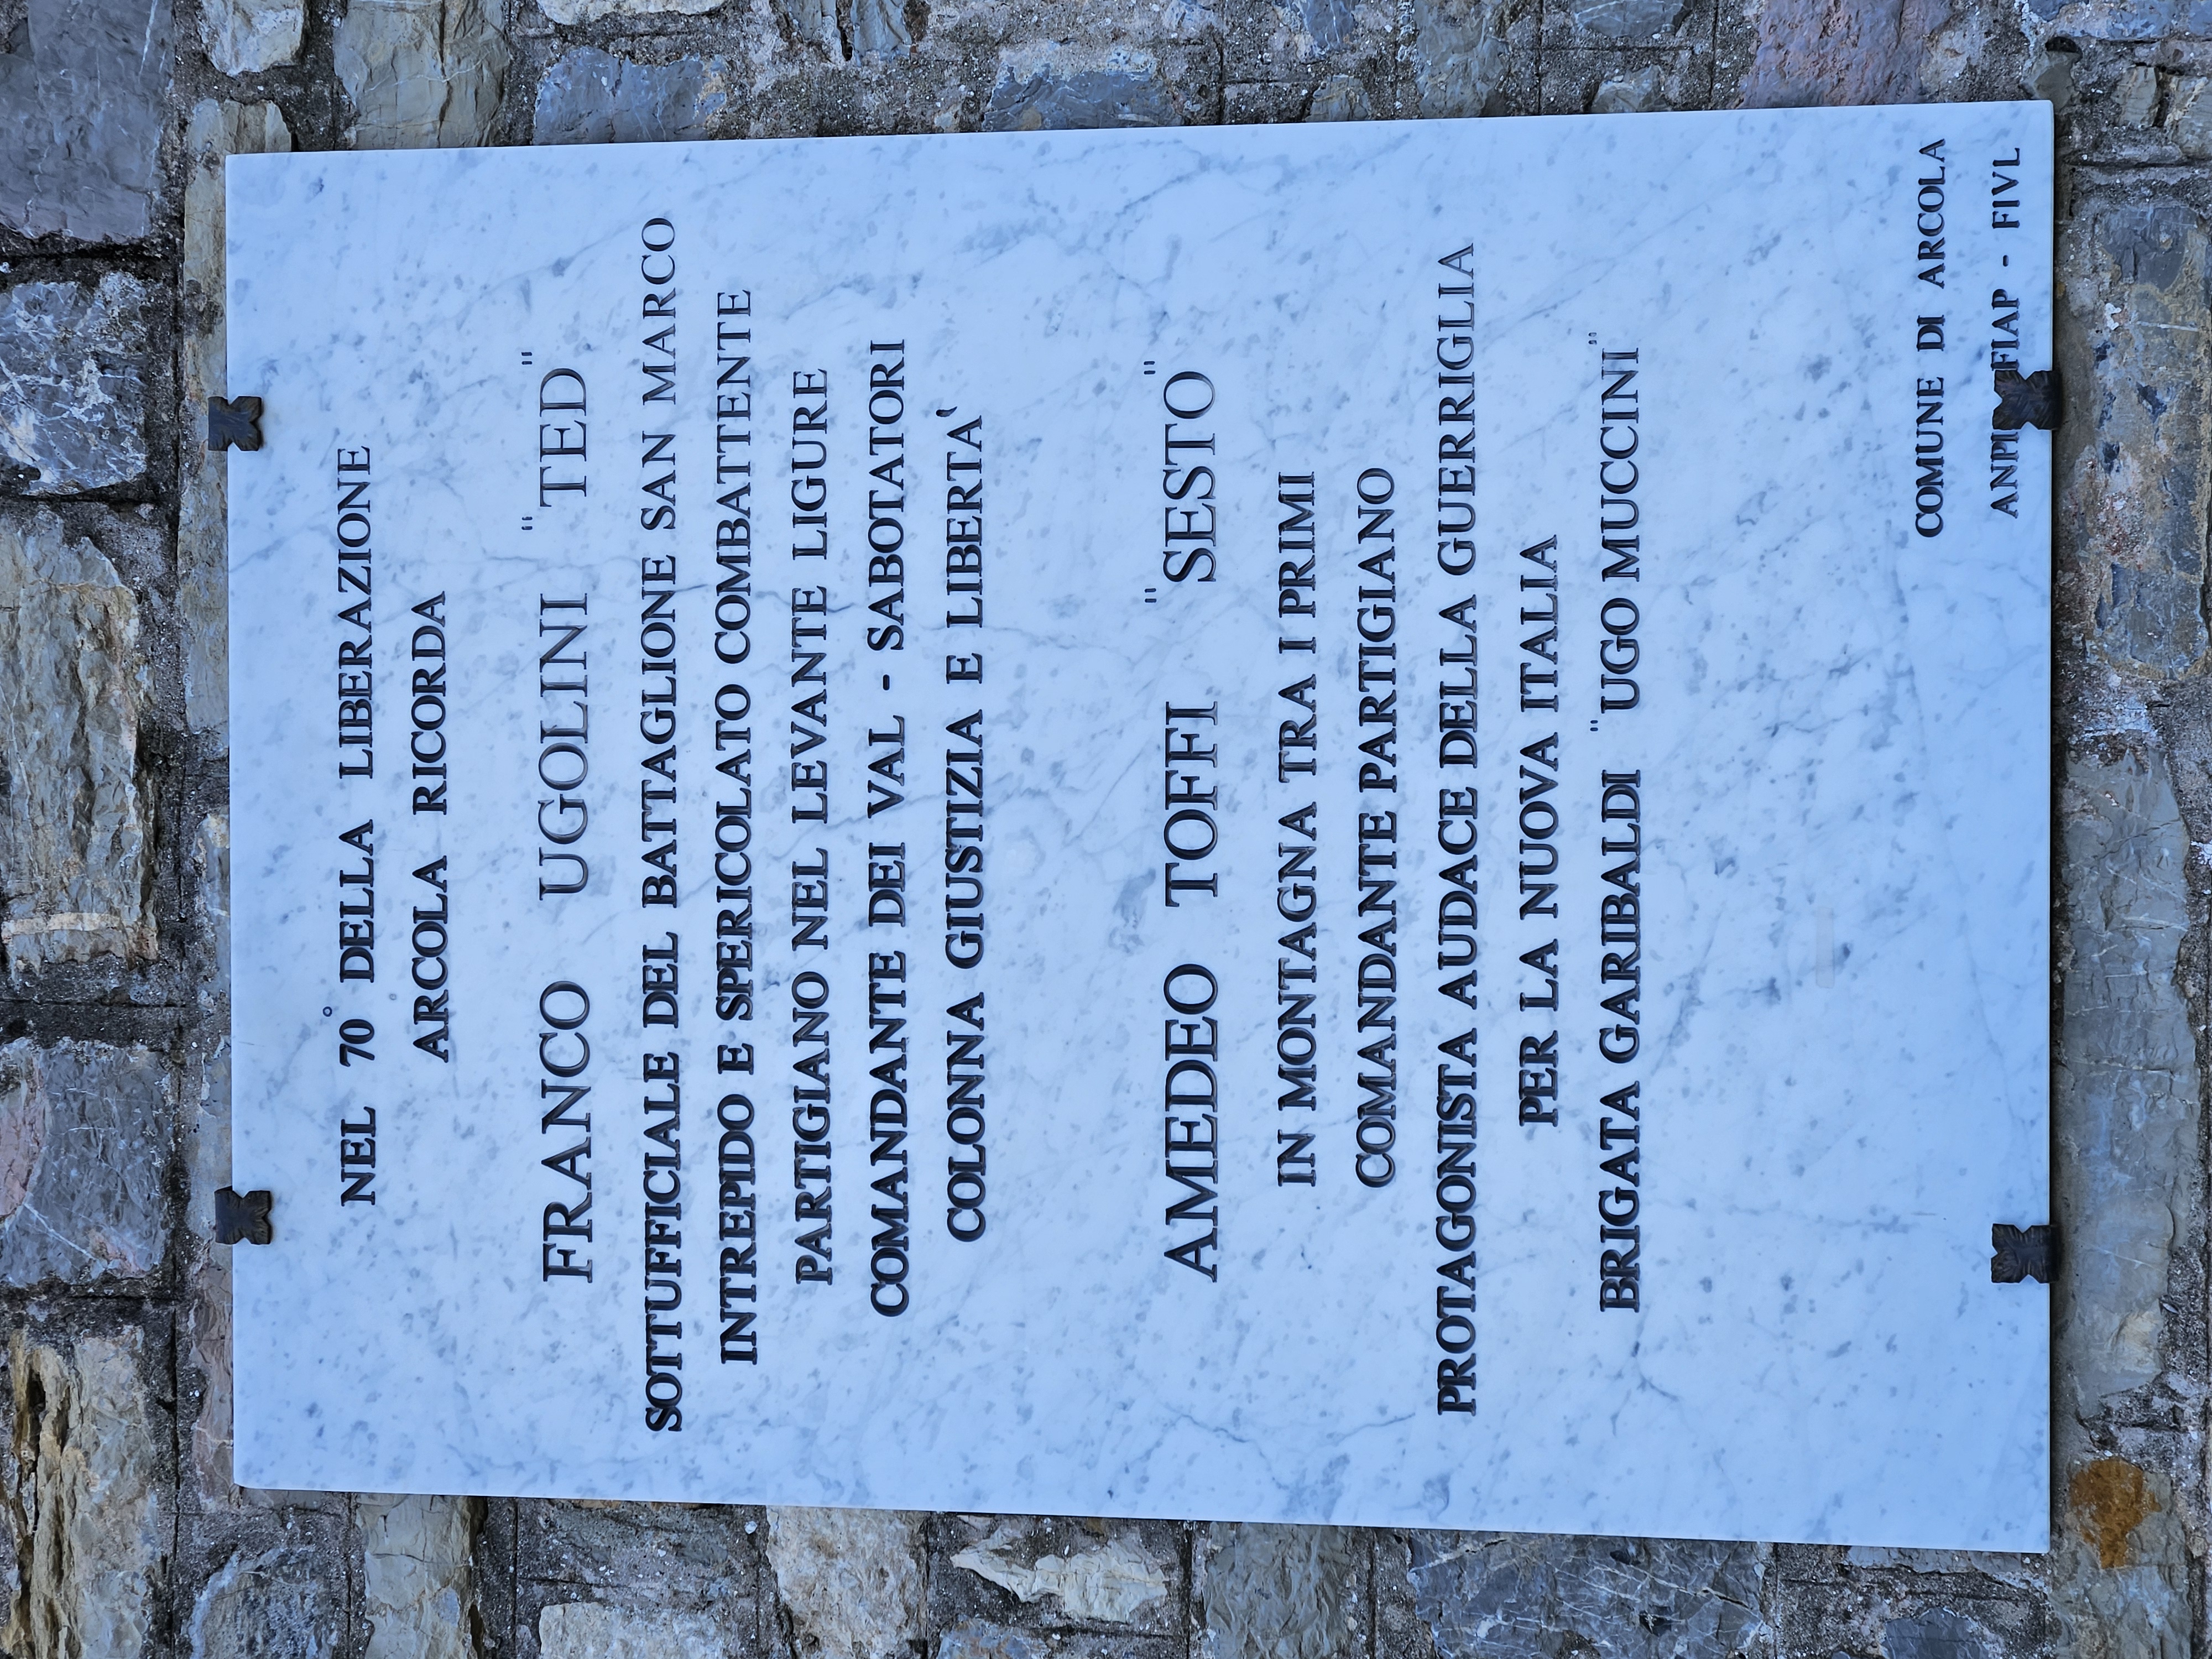 NEL 70° DELLA LIBERAZIONE
ARCOLA RICORDA
FRANCO UGOLINI "TED"
SOTTUFFICIALE DEL BATTAGLIONE SAN MARCO
INTREPIDO E SPERICOLATO COMBATTENTE
PARTIGIANO NEL LEVANTE LIGURE
COMANDANTE DEI VAL - SABOTATORI
COLONNA GIUSTIZIA E LIBERTA'
AMEDEO TOFFI "SESTO"
IN MONTAGNA TRA I PRIMI
COMANDANTE PARTIGIANO
PROTAGONISTA AUDACE DELLA GUERRIGLIA
PER LA NUOVA ITALIA
BRIGATA GARIBALDI "UGO MUCCINI"
COMUNE DI ARCOLA
ANPI FIAP - FIVL